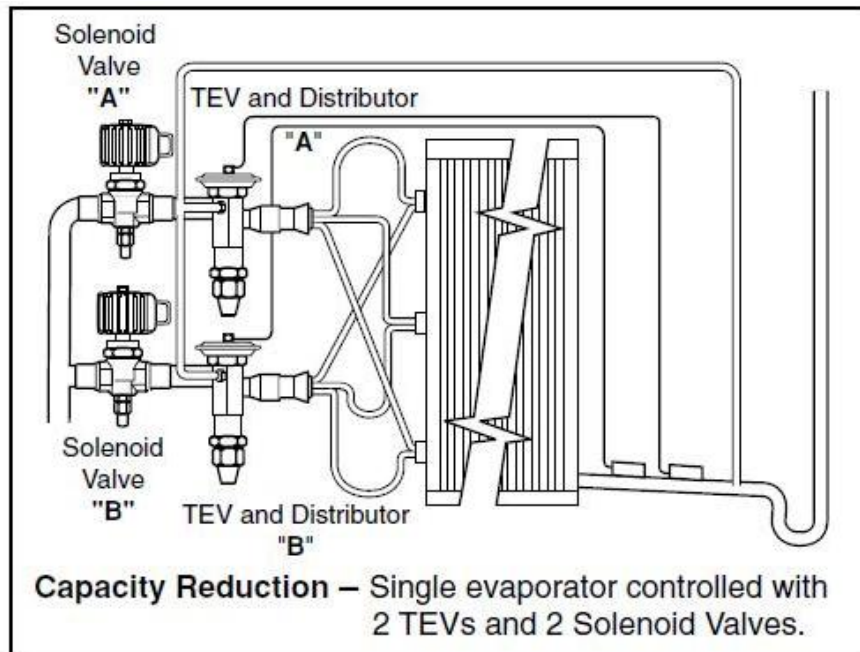 Solenoid
Valve
"A"
TEV and Distributor
"A"
Solenoid
Valve
"B"
TEV and Distributor
"B"
Capacity Reduction – Single evaporator controlled with
2 TEVs and 2 Solenoid Valves.